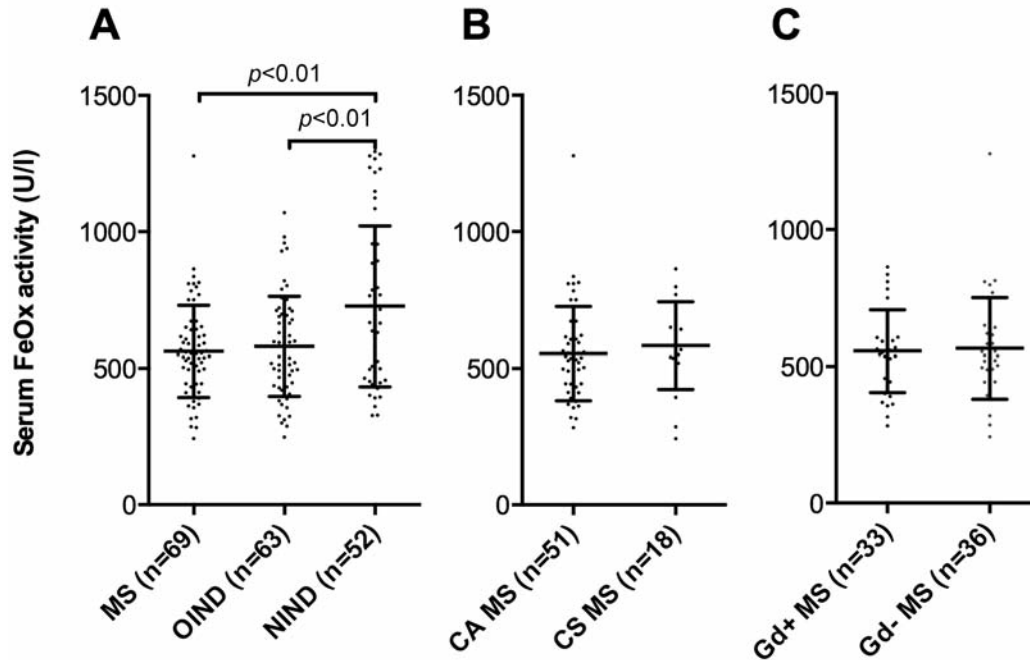 A
B
C
p<0.01
p<0.01
Serum FeOx activity (U/l)
1500
1000
500
0
MS (n=69)
OIND (n=63)
NIND (n=52)
1500
1000
500
0
CA MS (n=51)
CS MS (n=18)
1500
1000
500
0
Gd+ MS (n=33)
Gd- MS (n=36)